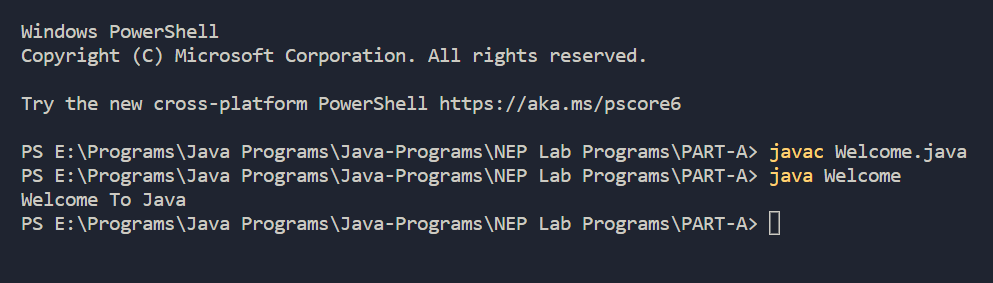 Windows PowerShell
Copyright (C) Microsoft Corporation. All rights reserved.
Try the new cross-platform PowerShell https://aka.ms/pscore6
PS E:\Programs\Java Programs\Java-Programs\NEP Lab Programs\PART-A> javac Welcome.java
PS E:\Programs\Java Programs\Java-Programs\NEP Lab Programs\PART-A> java Welcome
Welcome To Java
PS E:\Programs\Java Programs\Java-Programs\NEP Lab Programs\PART-A>